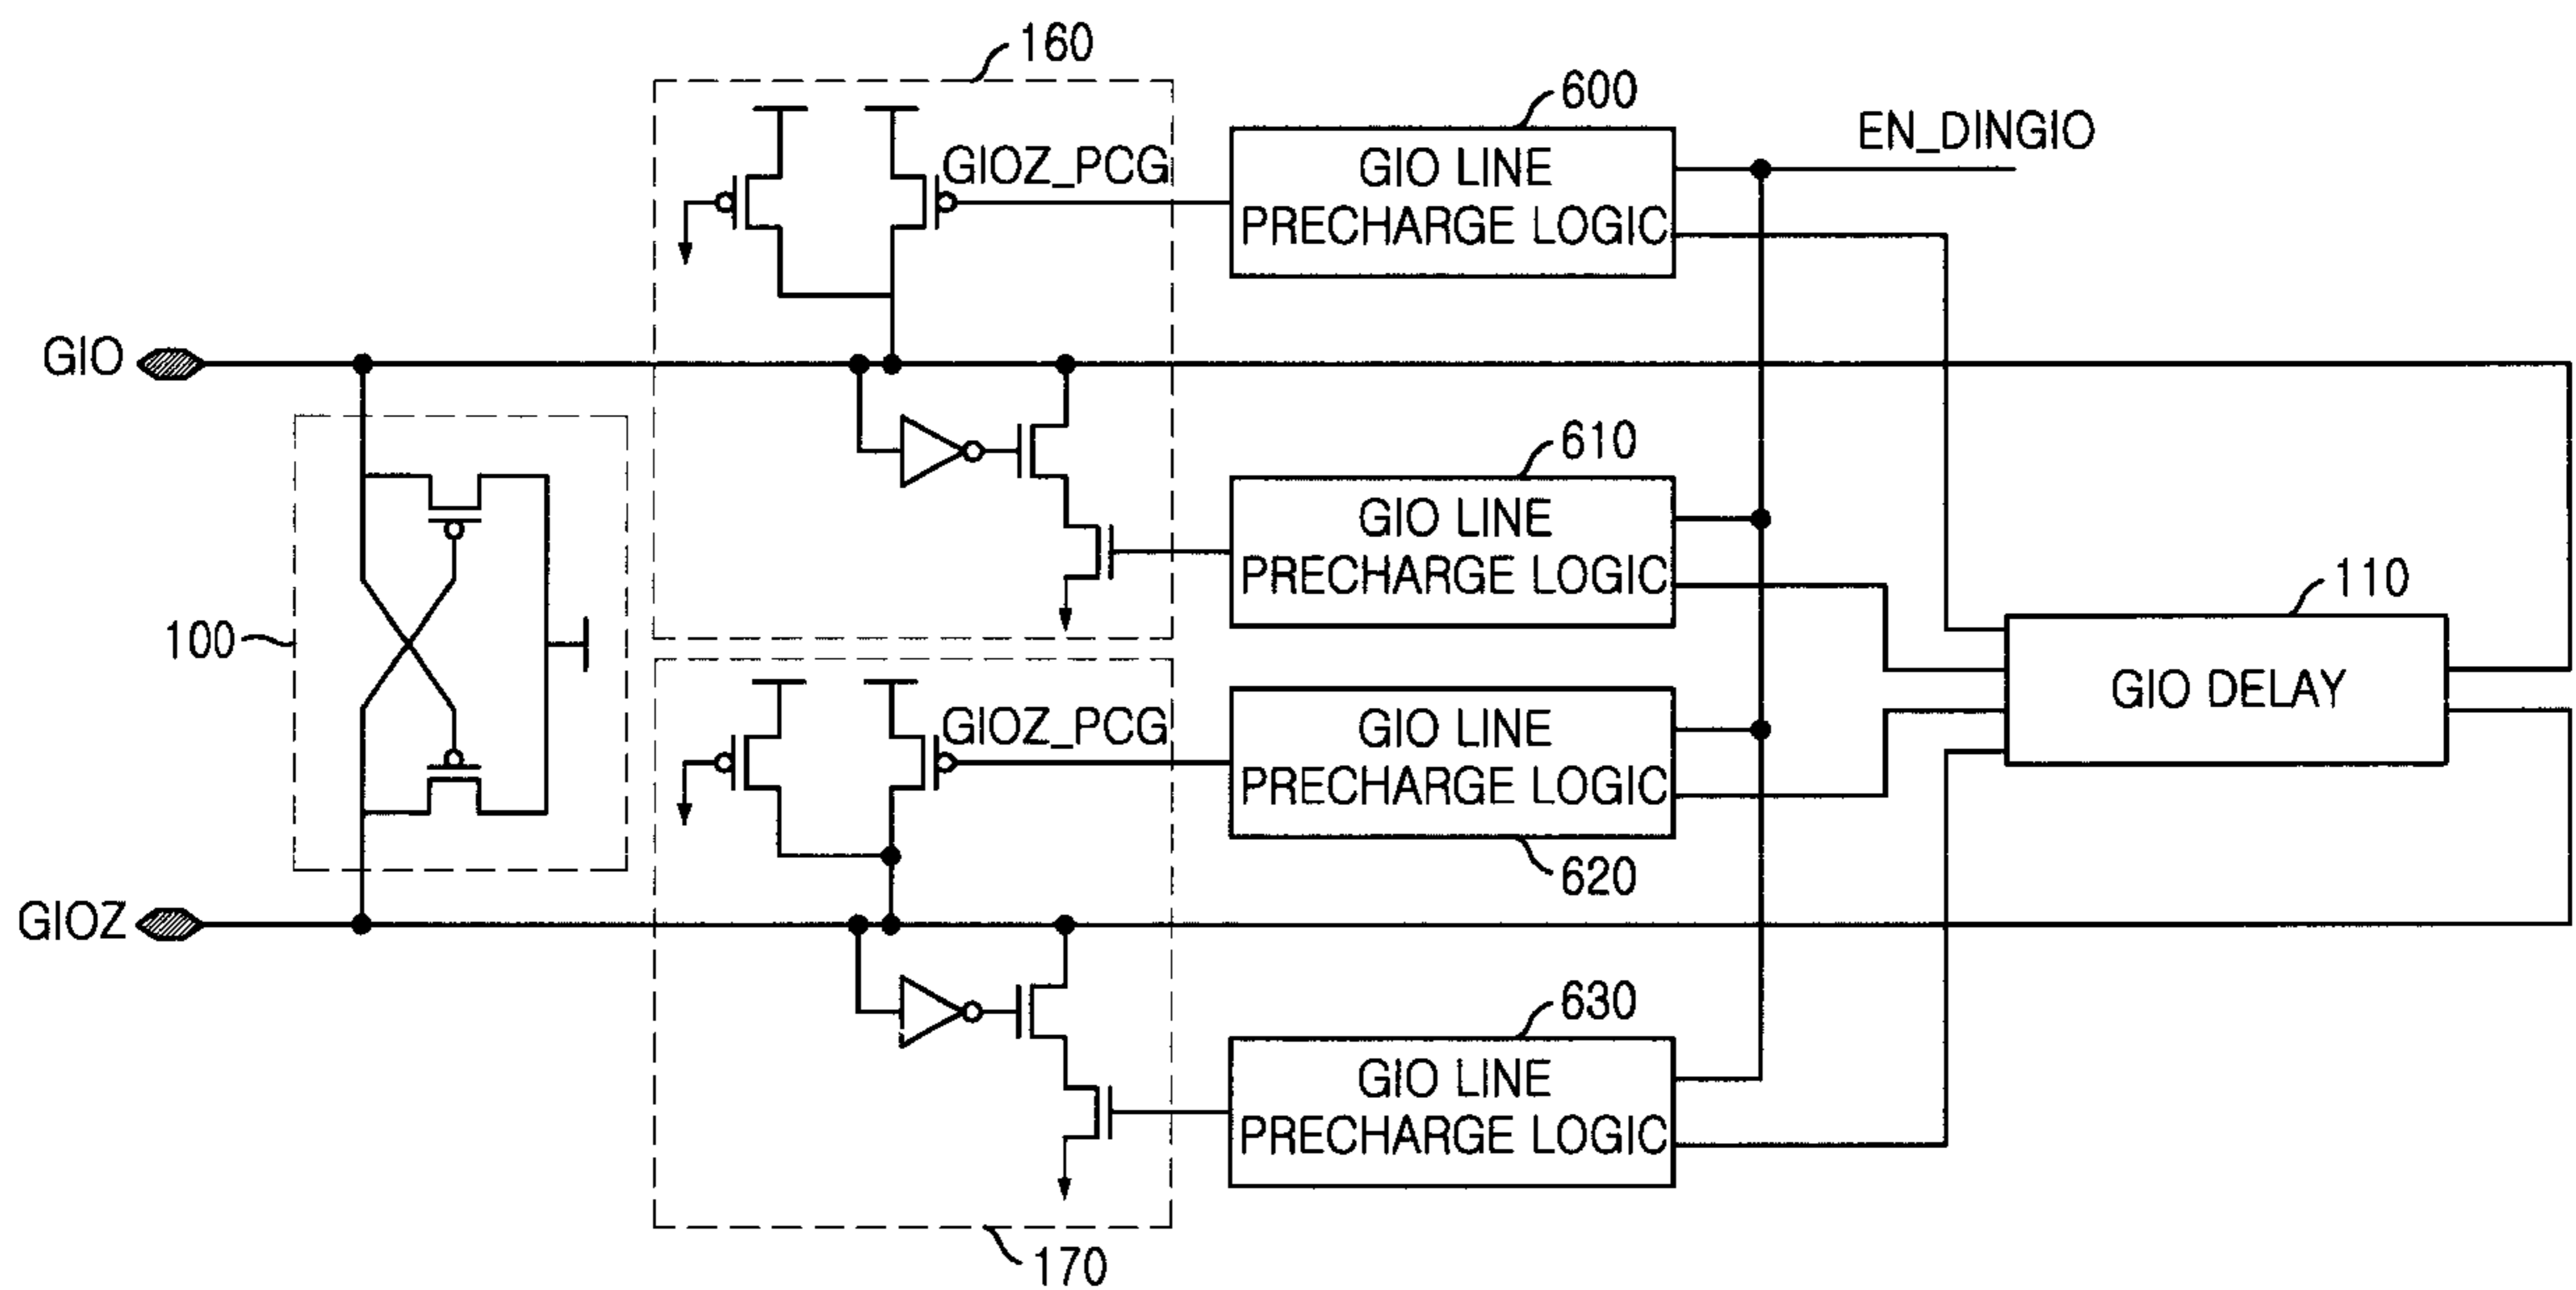 160
600
EN_DINGIO
GIOZ_PCG
GIO LINE
PRECHARGE LOGIC
GIO
610
GIO LINE
PRECHARGE LOGIC
110
100
GIO DELAY
GIOZ_PCG
GIO LINE
PRECHARGE LOGIC
620
GIOZ
630
GIO LINE
PRECHARGE LOGIC
170